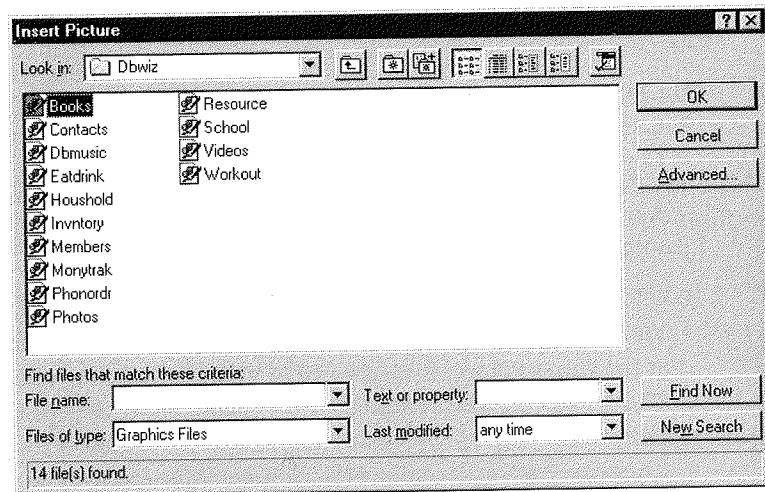 Insert Picture
Look in: Dbwiz
Books
Contacts
Dbmusic
Eatdrink
Houshold
Invntory
Members
Monytrak
Phonordr
Photos
Resource
School
Videos
Workout
OK
Cancel
Advanced...
Find files that match these criteria:
File name: Text or property: Find Now
Files of type: Graphics Files Last modified: any time New Search
14 file(s) found.